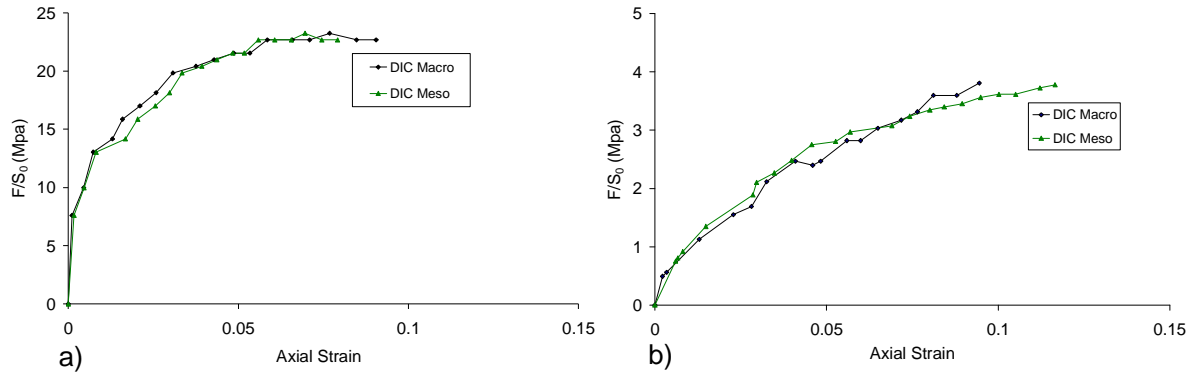 25
20
15
10
5
0
F/S₀ (Mpa)
DIC Macro
DIC Meso
0
0.05
0.1
0.15
Axial Strain
a)
5
4
3
2
1
0
F/S₀ (Mpa)
DIC Macro
DIC Meso
0
0.05
0.1
0.15
Axial Strain
b)